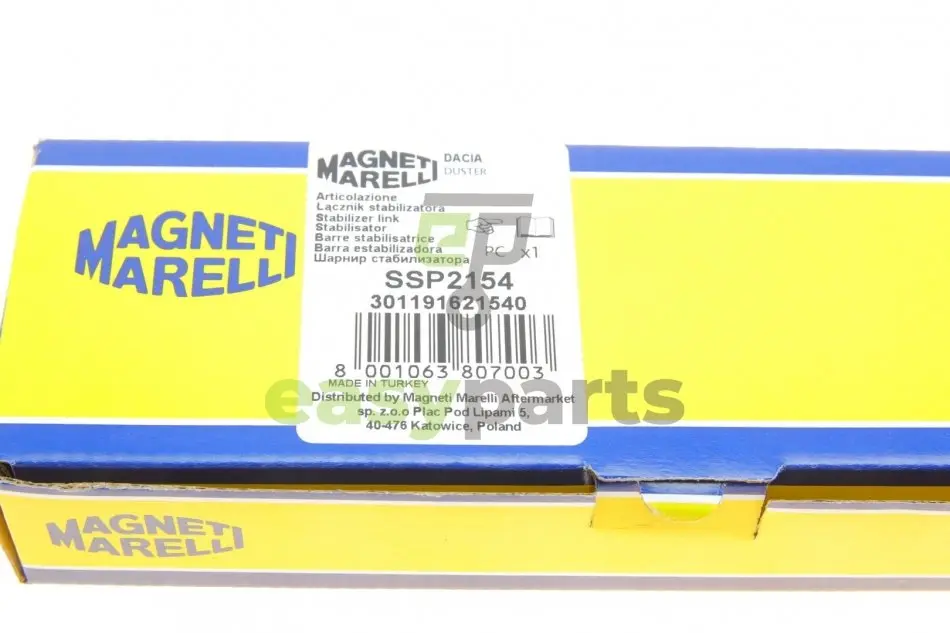 MAGNETI
MARELLI
DACIA
DUSTER
Articolazione
Łącznik stabilizatora
Stabilizer link
Stabilisator
Barre stabilisatrice
Barra estabilizadora
Шарнир стабилизатора
PC x1
SSP2154
301191621540
8 001063 807003
MADE IN TURKEY
Distributed by Magneti Marelli Aftermarket
sp. z.o.o Plac Pod Lipami 5,
40-476 Katowice, Poland
MAGNETI
MARELLI
easyparts
MAGNETI
MARELLI